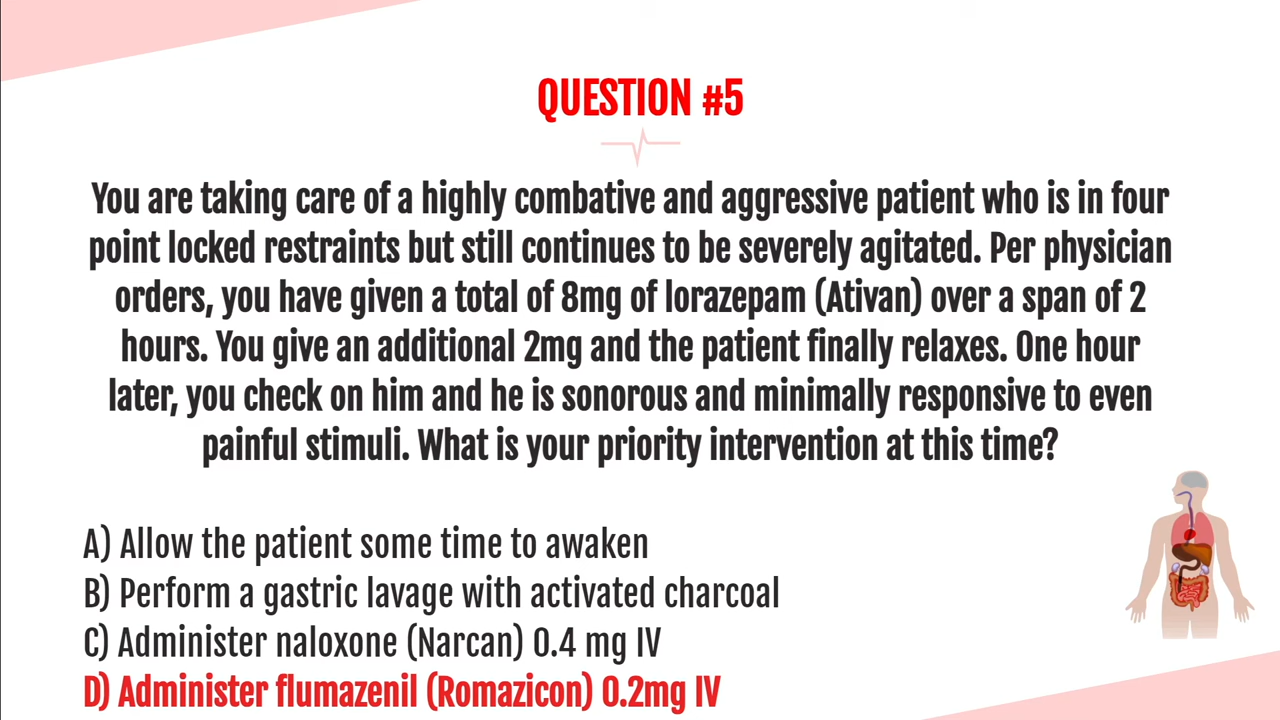 QUESTION #5
You are taking care of a highly combative and aggressive patient who is in four
point locked restraints but still continues to be severely agitated. Per physician
orders, you have given a total of 8mg of lorazepam (Ativan) over a span of 2
hours. You give an additional 2mg and the patient finally relaxes. One hour
later, you check on him and he is sonorous and minimally responsive to even
painful stimuli. What is your priority intervention at this time?
A) Allow the patient some time to awaken
B) Perform a gastric lavage with activated charcoal
C) Administer naloxone (Narcan) 0.4 mg IV
D) Administer flumazenil (Romazicon) 0.2mg IV